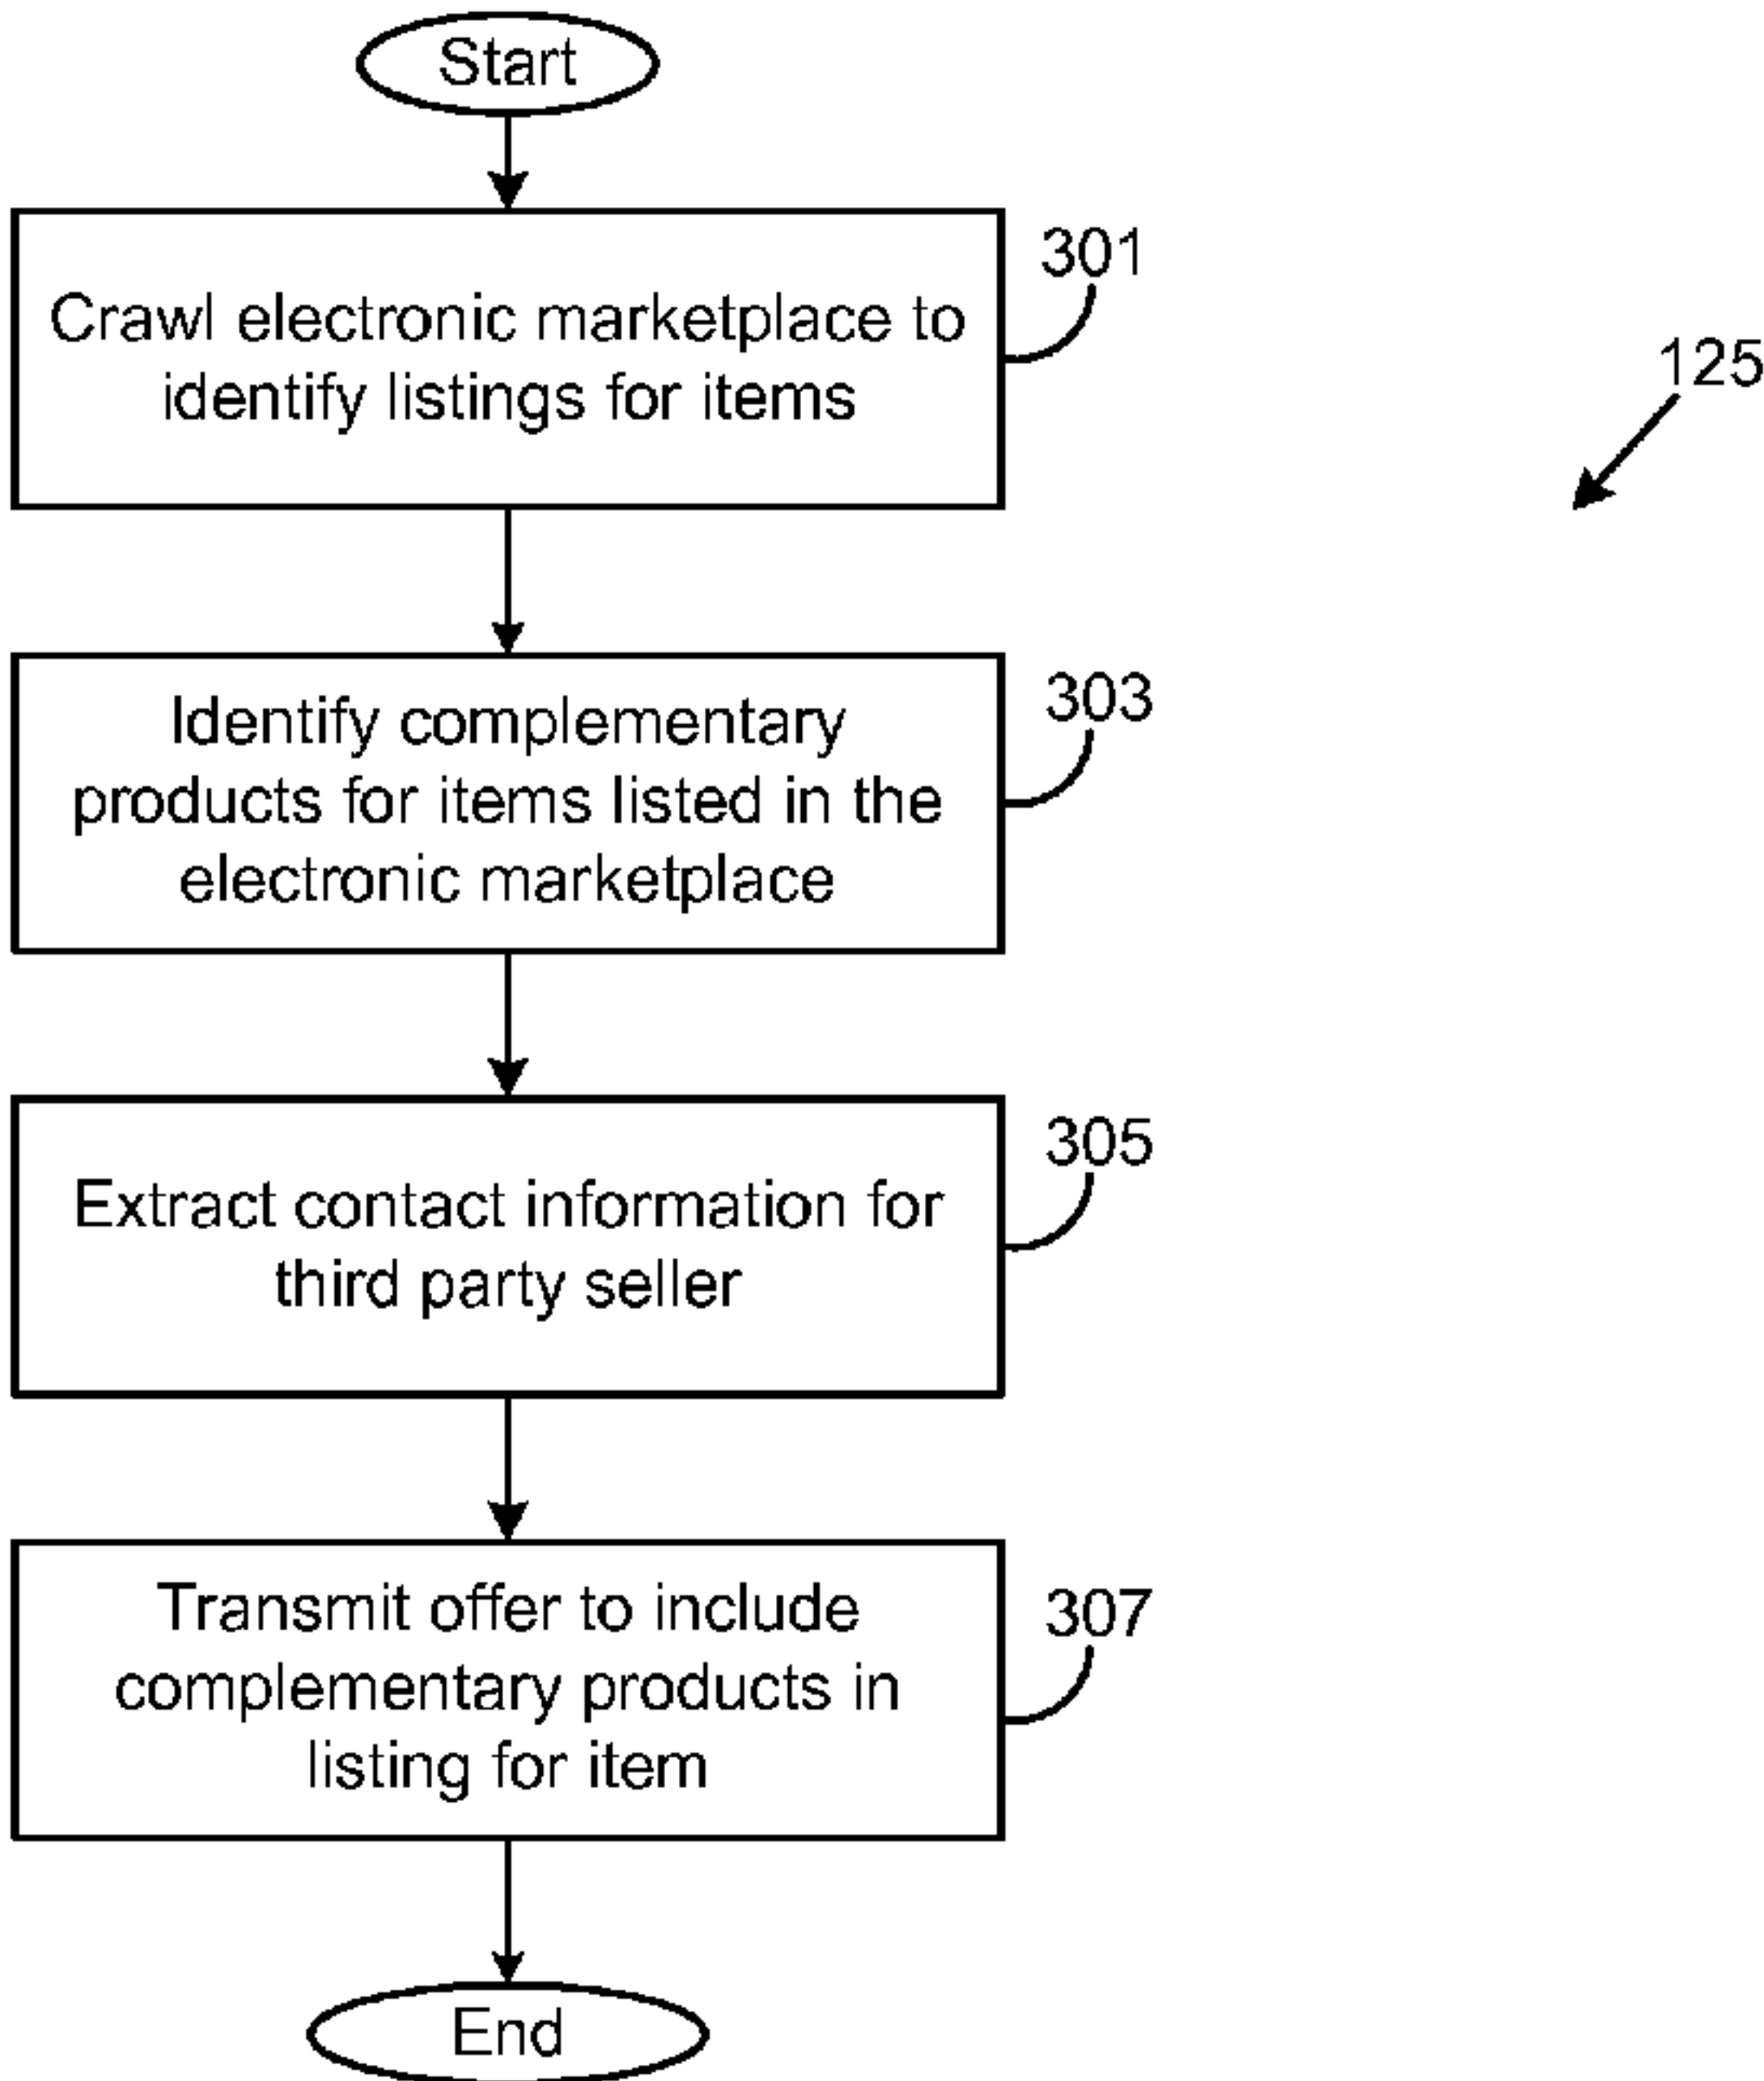 Start
Crawl electronic marketplace to
identify listings for items
301
125
Identify complementary
products for items listed in the
electronic marketplace
303
Extract contact information for
third party seller
305
Transmit offer to include
complementary products in
listing for item
307
End